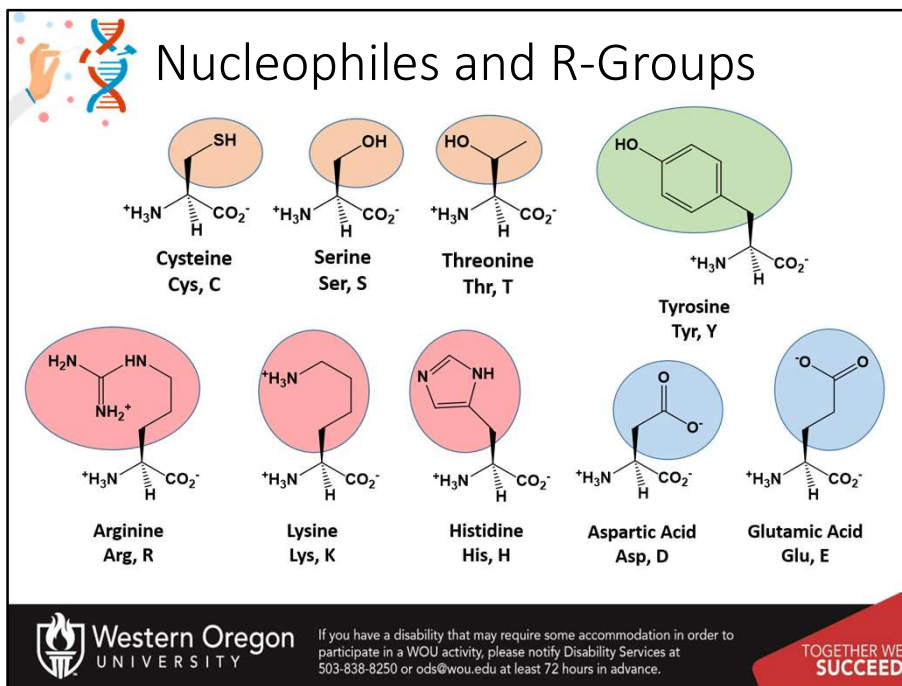 Nucleophiles and R-Groups
SH
⁺H₃N CO₂⁻
H
Cysteine
Cys, C
OH
⁺H₃N CO₂⁻
H
Serine
Ser, S
HO
⁺H₃N CO₂⁻
H
Threonine
Thr, T
HO
⁺H₃N CO₂⁻
H
Tyrosine
Tyr, Y
H₂N HN
NH₂⁺
⁺H₃N CO₂⁻
H
Arginine
Arg, R
⁺H₃N
⁺H₃N CO₂⁻
H
Lysine
Lys, K
N NH
⁺H₃N CO₂⁻
H
Histidine
His, H
O
O⁻
⁺H₃N CO₂⁻
H
Aspartic Acid
Asp, D
⁻O O
⁺H₃N CO₂⁻
H
Glutamic Acid
Glu, E
Western Oregon
UNIVERSITY
If you have a disability that may require some accommodation in order to
participate in a WOU activity, please notify Disability Services at
503-838-8250 or ods@wou.edu at least 72 hours in advance.
TOGETHER WE
SUCCEED